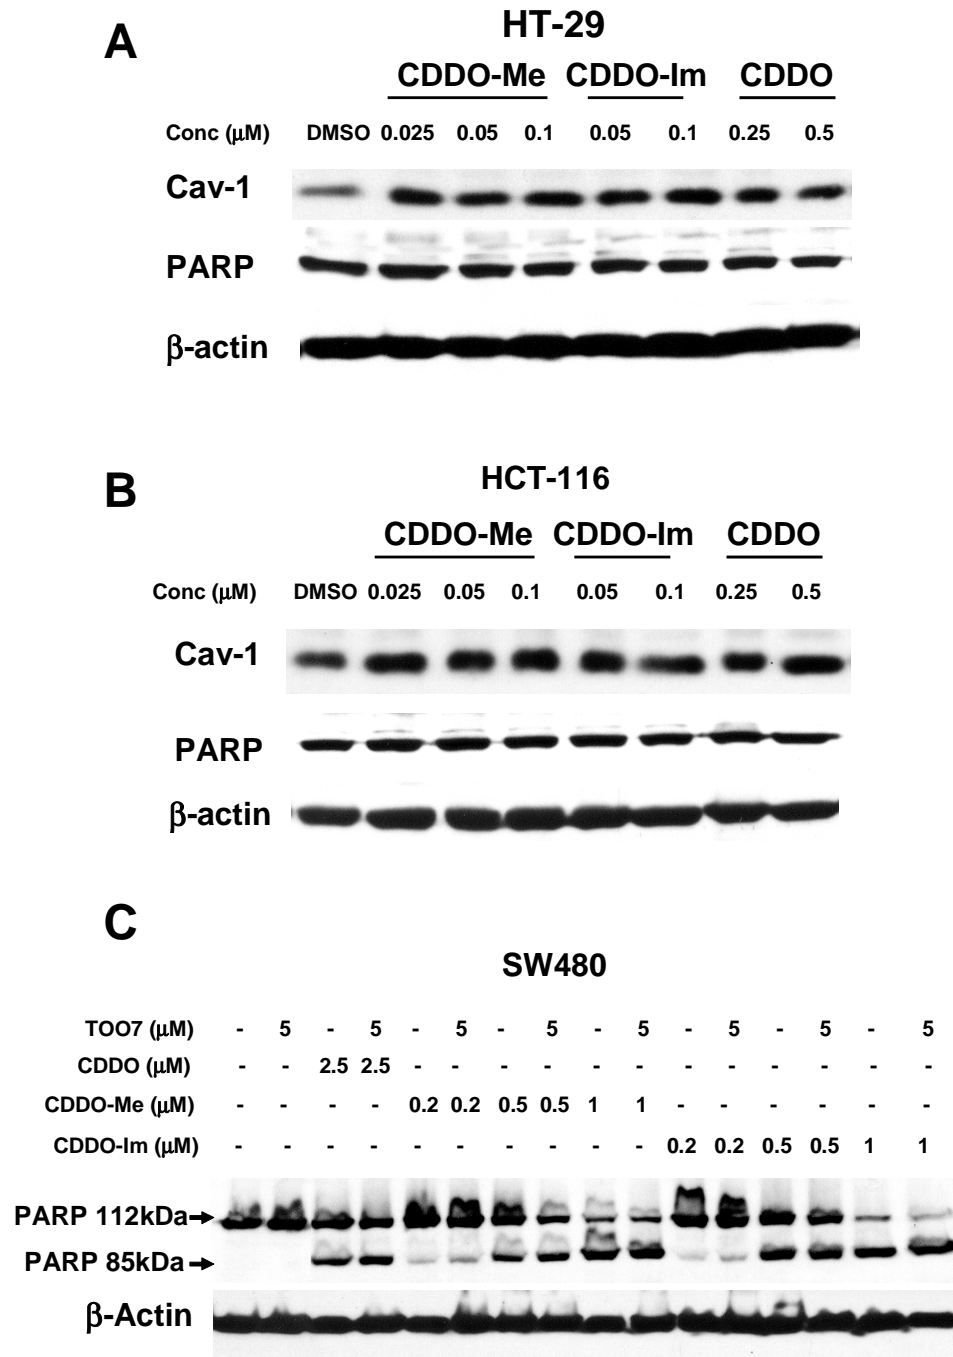 A
HT-29
CDDO-Me CDDO-Im CDDO
Conc (μM) DMSO 0.025 0.05 0.1 0.05 0.1 0.25 0.5
Cav-1
PARP
β-actin
B
HCT-116
CDDO-Me CDDO-Im CDDO
Conc (μM) DMSO 0.025 0.05 0.1 0.05 0.1 0.25 0.5
Cav-1
PARP
β-actin
C
SW480
TOO7 (μM) - 5 - 5 - 5 - 5 - 5 - 5 - 5 - 5
CDDO (μM) - - 2.5 2.5 - - - - - - - - - - - -
CDDO-Me (μM) - - - - 0.2 0.2 0.5 0.5 1 1 - - - - - -
CDDO-Im (μM) - - - - - - - - - - 0.2 0.2 0.5 0.5 1 1
PARP 112kDa
PARP 85kDa
β-Actin